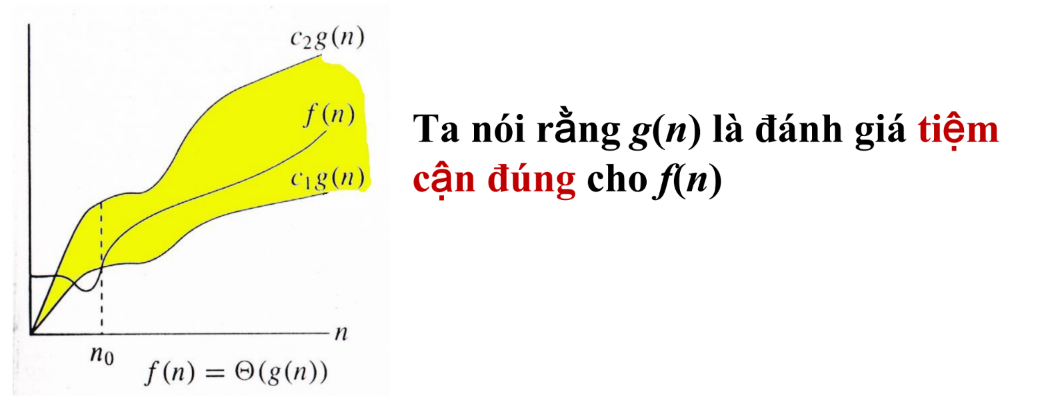 c₂g(n)
f(n)
c₁g(n)
n
n₀
f(n) = Θ(g(n))
Ta nói rằng g(n) là đánh giá tiệm
cận đúng cho f(n)